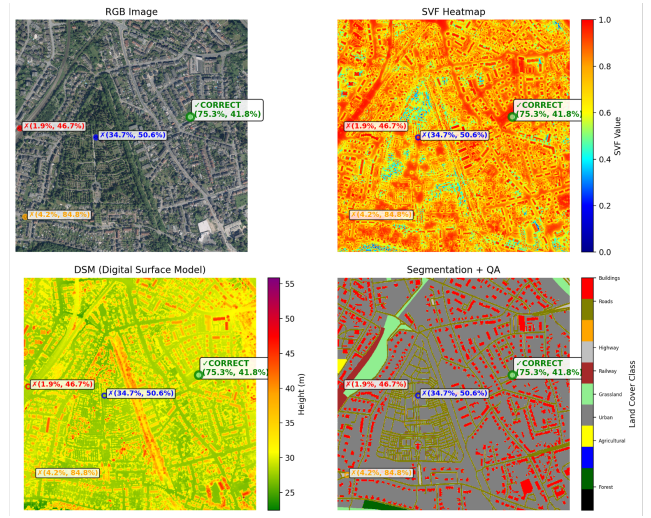 RGB Image
✓CORRECT
(75.3%, 41.8%)
✗(1.9%, 46.7%)
✗(34.7%, 50.6%)
✗(4.2%, 84.8%)
SVF Heatmap
✓CORRECT
(75.3%, 41.8%)
✗(1.9%, 46.7%)
✗(34.7%, 50.6%)
✗(4.2%, 84.8%)
1.0
0.8
0.6
0.4
0.2
0.0
SVF Value
DSM (Digital Surface Model)
✓CORRECT
(75.3%, 41.8%)
✗(1.9%, 46.7%)
✗(34.7%, 50.6%)
✗(4.2%, 84.8%)
55
50
45
40
35
30
25
Height (m)
Segmentation + QA
✓CORRECT
(75.3%, 41.8%)
✗(1.9%, 46.7%)
✗(34.7%, 50.6%)
✗(4.2%, 84.8%)
Buildings
Roads
Highway
Railway
Grassland
Urban
Agricultural
Forest
Land Cover Class